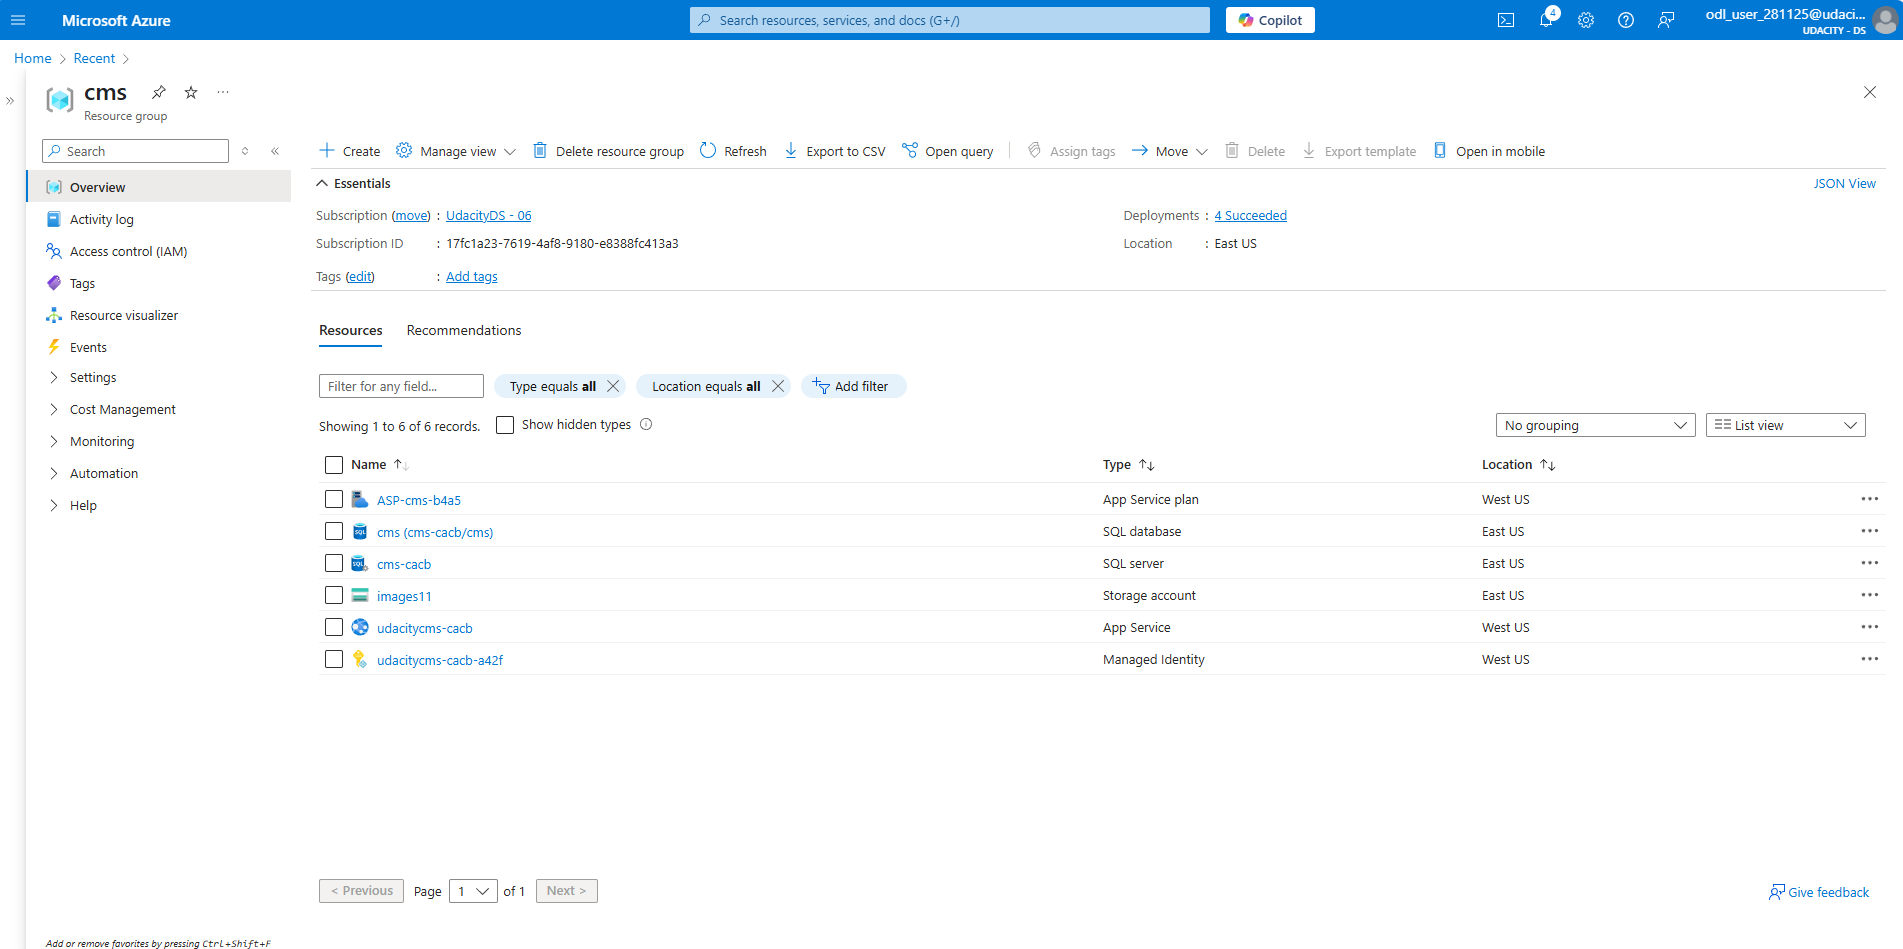 Microsoft Azure
Search resources, services, and docs (G+/)
Copilot
4
odl_user_281125@udaci...
UDACITY - DS
Home > Recent >
cms
Resource group
Search
Overview
Activity log
Access control (IAM)
Tags
Resource visualizer
Events
Settings
Cost Management
Monitoring
Automation
Help
Add or remove favorites by pressing Ctrl+Shift+F
Create Manage view Delete resource group Refresh Export to CSV Open query Assign tags Move Delete Export template Open in mobile
Essentials
JSON View
Subscription (move) : UdacityDS - 06
Deployments : 4 Succeeded
Subscription ID : 17fc1a23-7619-4af8-9180-e8388fc413a3
Location : East US
Tags (edit) : Add tags
Resources Recommendations
Filter for any field... Type equals all Location equals all Add filter
Showing 1 to 6 of 6 records. Show hidden types
No grouping List view
Name Type Location
ASP-cms-b4a5 App Service plan West US
cms (cms-cacb/cms) SQL database East US
cms-cacb SQL server East US
images11 Storage account East US
udacitycms-cacb App Service West US
udacitycms-cacb-a42f Managed Identity West US
< Previous Page 1 of 1 Next >
Give feedback